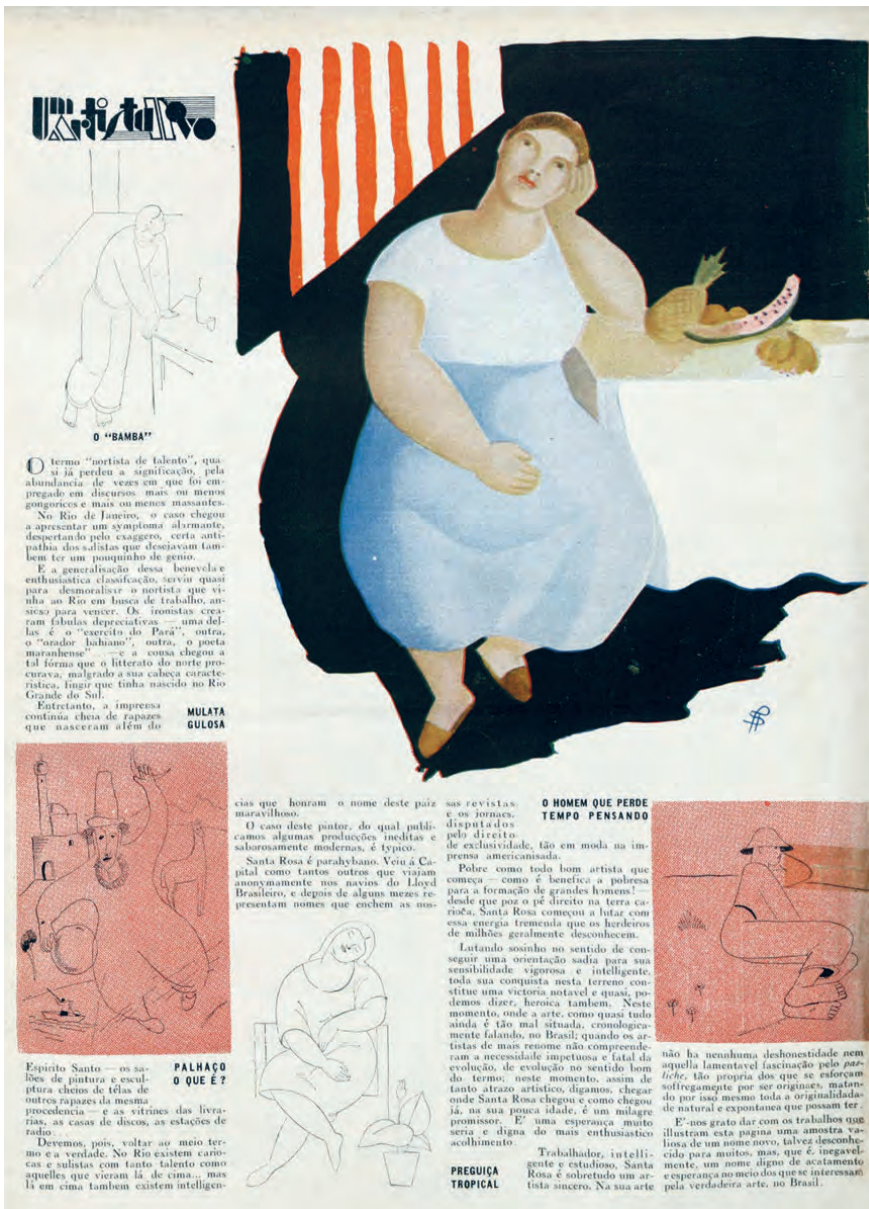 Um Artista Novo
O "BAMBA"
O termo "nortista de talento", qua
si já perdeu a significação, pela
abundancia de vezes em que foi em-
pregado em discursos mais ou menos
gongoricos e mais ou menos massantes.
No Rio de Janeiro, o caso chegou
a apresentar um symptoma alarmante,
despertando pelo exaggero, certa anti-
pathia dos sulistas que desejavam tam-
bem ter um pouquinho de genio.
E a generalisação dessa benevola e
enthusiastica classifcação, serviu quasi
para desmoralisar o nortista que vi-
nha ao Rio em busca de trabalho, an-
sioso para vencer. Os ironistas crea-
ram fabulas depreciativas — uma del-
las é o "exercito do Pará", outra,
o "orador bahiano", outra, o poeta
maranhense"... — e a cousa chegou a
tal fórma que o litterato do norte pro-
curava, malgrado a sua cabeça caracte-
ristica, fingir que tinha nascido no Rio
Grande do Sul.
Entretanto, a imprensa
continúa cheia de rapazes
que nasceram além do
MULATA
GULOSA
Espirito Santo — os sa-
lões de pintura e escul-
ptura cheios de télas de
outros rapazes da mesma
procedencia — e as vitrines das livra-
rias, as casas de discos, as estações de
radio...
Devemos, pois, voltar ao meio ter-
mo e a verdade. No Rio existem cario-
cas e sulistas com tanto talento como
aquelles que vieram lá de cima... mas
lá em cima tambem existem intelligen-
PALHAÇO
O QUE É?
cias que honram o nome deste paiz
maravilhoso.
O caso deste pintor, do qual publi-
camos algumas producções ineditas e
saborosamente modernas, é typico.
Santa Rosa é parahybano. Veiu á Ca-
pital como tantos outros que viajam
anonymamente nos navios do Lloyd
Brasileiro, e depois de alguns mezes re-
presentam nomes que enchem as nos-
sas revistas
e os jornaes,
disputados
pelo direito
de exclusividade, tão em moda na im-
prensa americanisada.
Pobre como todo bom artista que
começa — como é benefica a pobresa
para a formação de grandes homens! —
desde que poz o pé direito na terra ca-
rioca, Santa Rosa começou a lutar com
essa energia tremenda que os herdeiros
de milhões geralmente desconhecem.
Lutando sosinho no sentido de con-
seguir uma orientação sadia para sua
sensibilidade vigorosa e intelligente,
toda sua conquista nesta terreno con-
stitue uma victoria notavel e quasi, po-
demos dizer, heroica tambem. Neste
momento, onde a arte, como quasi tudo
ainda é tão mal situada, cronologica-
mente falando, no Brasil; quando os ar-
tistas de mais renome não compreende-
ram a necessidade impetuosa e fatal da
evolução, de evolução no sentido bom
do termo; neste momento, assim de
tanto atrazo artistico, digamos, chegar
onde Santa Rosa chegou e como chegou
já, na sua pouca idade, é um milagre
promissor. E' uma esperança muito
seria e digna do mais enthusiastico
acolhimento
Trabalhador, intelli-
gente e estudioso, Santa
Rosa é sobretudo um ar-
tista sincero. Na sua arte
PREGUIÇA
TROPICAL
O HOMEM QUE PERDE
TEMPO PENSANDO
não ha nenhuma deshonestidade nem
aquella lamentavel fascinação pelo pas-
tiche, tão propria dos que se esforçam
soffregamente por ser originaes, matan-
do por isso mesmo toda a originalidada-
de natural e expontanea que possam ter.
E'-nos grato dar com os trabalhos que
illustram esta pagina uma amostra va-
liosa de um nome novo, talvez desconhe-
cido para muitos, mas, que é, inegavel-
mente, um nome digno de acatamento
e esperança no meio dos que se interessam
pela verdadeira arte, no Brasil.